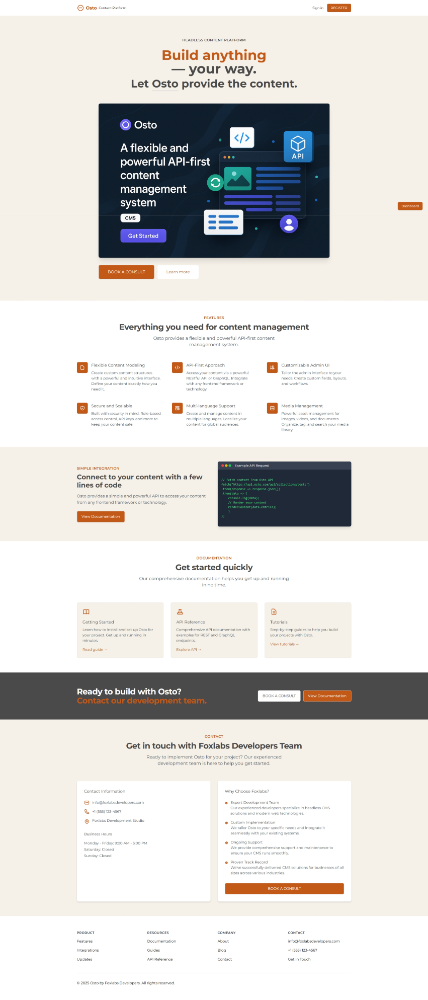 Osto Content Platform
Sign in
REGISTER
HEADLESS CONTENT PLATFORM
Build anything
— your way.
Let Osto provide the content.
Osto
A flexible and
powerful API-first
content
management
system
CMS
Get Started
API
Dashboard
BOOK A CONSULT
Learn more
FEATURES
Everything you need for content management
Osto provides a flexible and powerful API-first content
management system.
Flexible Content Modeling
Create custom content structures
with a powerful and intuitive interface.
Define your content exactly how you
need it.
API-First Approach
Access your content via a powerful
RESTful API or GraphQL. Integrate
with any frontend framework or
technology.
Customizable Admin UI
Tailor the admin interface to your
needs. Create custom fields, layouts,
and workflows.
Secure and Scalable
Built with security in mind. Role-based
access control, API keys, and more to
keep your content safe.
Multi-language Support
Create and manage content in
multiple languages. Localize your
content for global audiences.
Media Management
Powerful asset management for
images, videos, and documents.
Organize, tag, and search your media
library.
SIMPLE INTEGRATION
Connect to your content with a few
lines of code
Osto provides a simple and powerful API to access your content
from any frontend framework or technology.
View Documentation
Example API Request
// Fetch content from Osto API
fetch('https://api.osto.com/api/collections/posts')
.then(response => response.json())
.then(data => {
console.log(data);
// Render your content
renderContent(data.entries);
}
};
DOCUMENTATION
Get started quickly
Our comprehensive documentation helps you get up and running
in no time.
Getting Started
Learn how to install and set up Osto for
your project. Get up and running in
minutes.
Read guide →
API Reference
Comprehensive API documentation with
examples for REST and GraphQL
endpoints.
Explore API →
Tutorials
Step-by-step guides to help you build
your projects with Osto.
View tutorials →
Ready to build with Osto?
Contact our development team.
BOOK A CONSULT
View Documentation
CONTACT
Get in touch with Foxlabs Developers Team
Ready to implement Osto for your project? Our experienced
development team is here to help you get started.
Contact Information
info@foxlabsdevelopers.com
+1 (555) 123-4567
Foxlabs Development Studio
Business Hours
Monday - Friday: 9:00 AM - 5:00 PM
Saturday: Closed
Sunday: Closed
Why Choose Foxlabs?
Expert Development Team
Our experienced developers specialize in headless CMS
solutions and modern web technologies.
Custom Implementation
We tailor Osto to your specific needs and integrate it
seamlessly with your existing systems.
Ongoing Support
We provide comprehensive support and maintenance to
ensure your CMS runs smoothly.
Proven Track Record
We've successfully delivered CMS solutions for businesses of all
sizes across various industries.
BOOK A CONSULT
PRODUCT
Features
Integrations
Updates
RESOURCES
Documentation
Guides
API Reference
COMPANY
About
Blog
Contact
CONTACT
info@foxlabsdevelopers.com
+1 (555) 123-4567
Get in Touch
© 2025 Osto by Foxlabs Developers. All rights reserved.